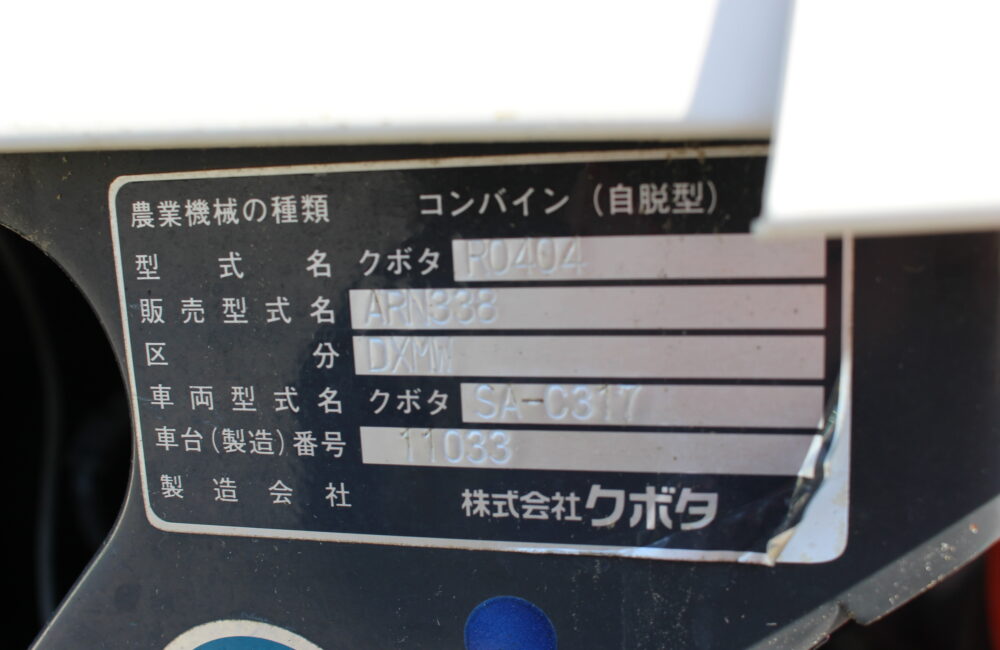 農業機械の種類 コンバイン（自脱型）
型式名 クボタ R0404
販売型式名 ARN338
区分 DXMW
車両型式名 クボタ SA-C317
車台(製造)番号 11033
製造会社 株式会社クボタ